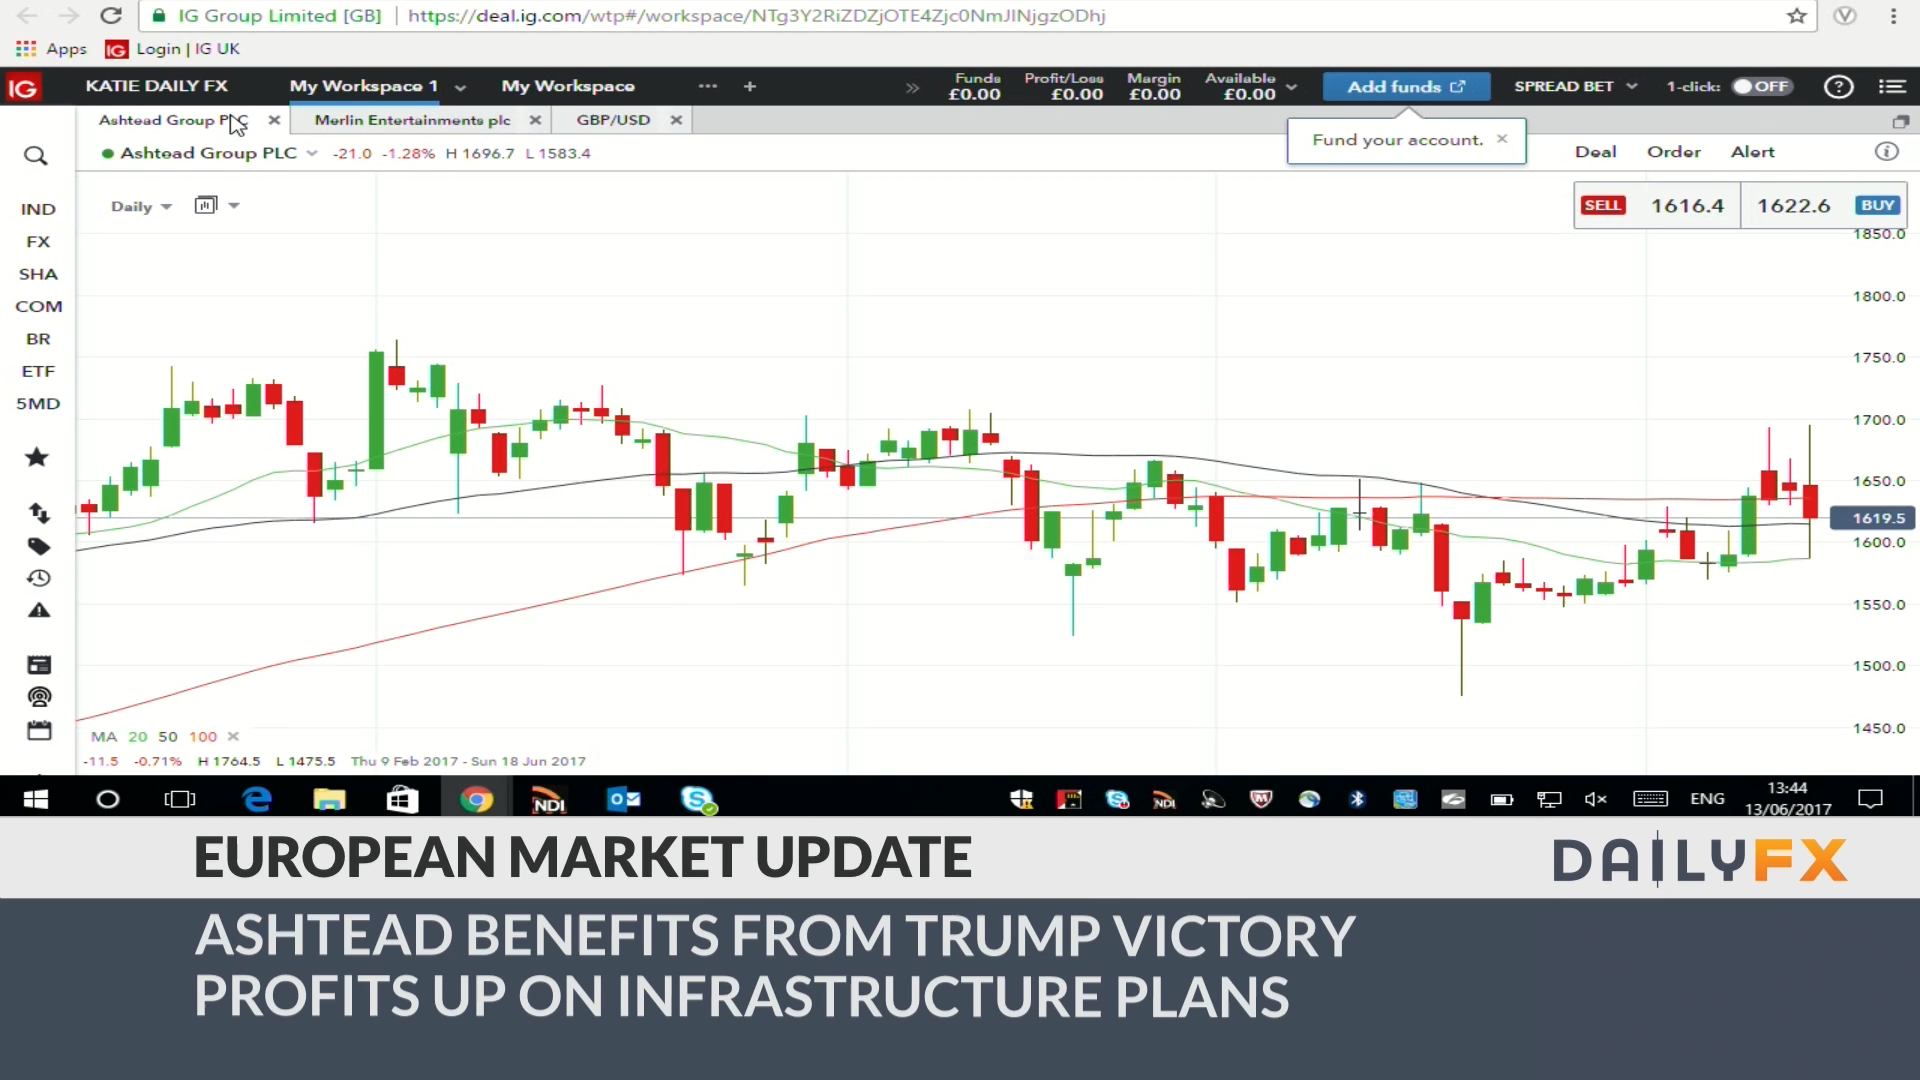 IG Group Limited [GB] | https://deal.ig.com/wtp#/workspace/NTg3Y2RiZDZjOTE4Zjc0NmJlNjgzODhj
Apps IG Login | IG UK
IG KATIE DAILY FX My Workspace 1 My Workspace ... + » Funds £0.00 Profit/Loss £0.00 Margin £0.00 Available £0.00 Add funds SPREAD BET 1-click: OFF ?
Ashtead Group PLC × Merlin Entertainments plc × GBP/USD ×
Fund your account. ×
Ashtead Group PLC -21.0 -1.28% H 1696.7 L 1583.4 Deal Order Alert
Daily
SELL 1616.4 1622.6 BUY
IND
FX
SHA
COM
BR
ETF
5MD
1850.0
1800.0
1750.0
1700.0
1650.0
1619.5
1600.0
1550.0
1500.0
1450.0
MA 20 50 100 ×
-11.5 -0.71% H 1764.5 L 1475.5 Thu 9 Feb 2017 - Sun 18 Jun 2017
NDI NDI ENG 13:44
13/06/2017
EUROPEAN MARKET UPDATE
DAILYFX
ASHTEAD BENEFITS FROM TRUMP VICTORY
PROFITS UP ON INFRASTRUCTURE PLANS